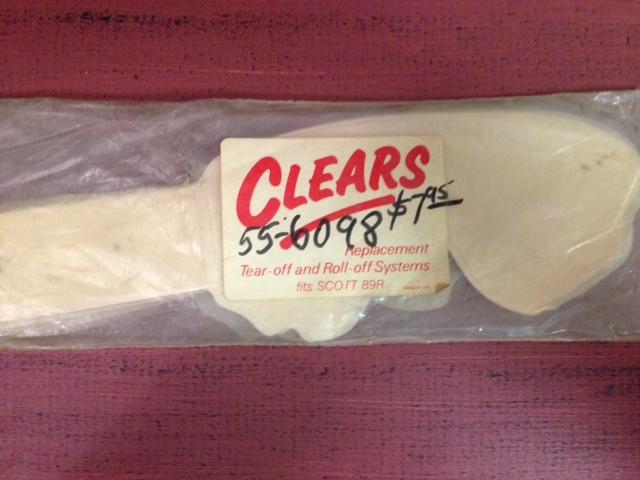 CLEARS
55-6098 $7.95
Replacement
Tear-off and Roll-off Systems
fits SCOTT 89R